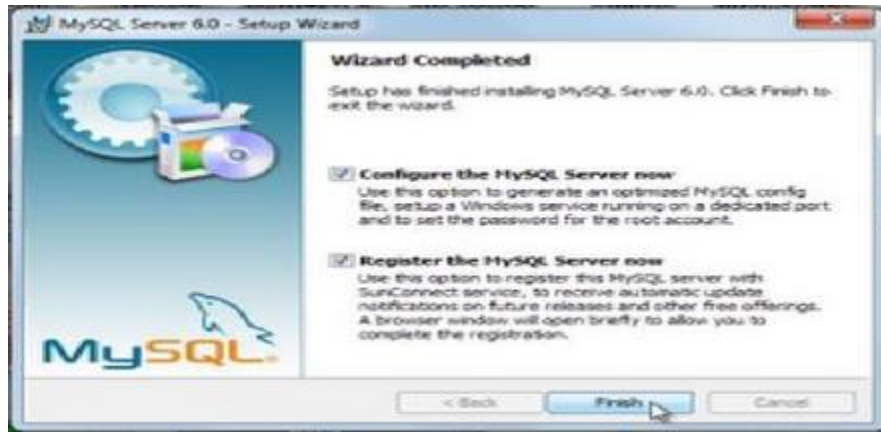 MySQL Server 6.0 - Setup Wizard
Wizard Completed
Setup has finished installing MySQL Server 6.0. Click Finish to
exit the wizard.
Configure the MySQL Server now
Use this option to generate an optimized MySQL config
file, setup a Windows service running on a dedicated port
and to set the password for the root account.
Register the MySQL Server now
Use this option to register this MySQL server with
SunConnect service, to receive automatic update
notifications on future releases and other free offerings.
A browser window will open briefly to allow you to
complete the registration.
MySQL
< Back Finish Cancel